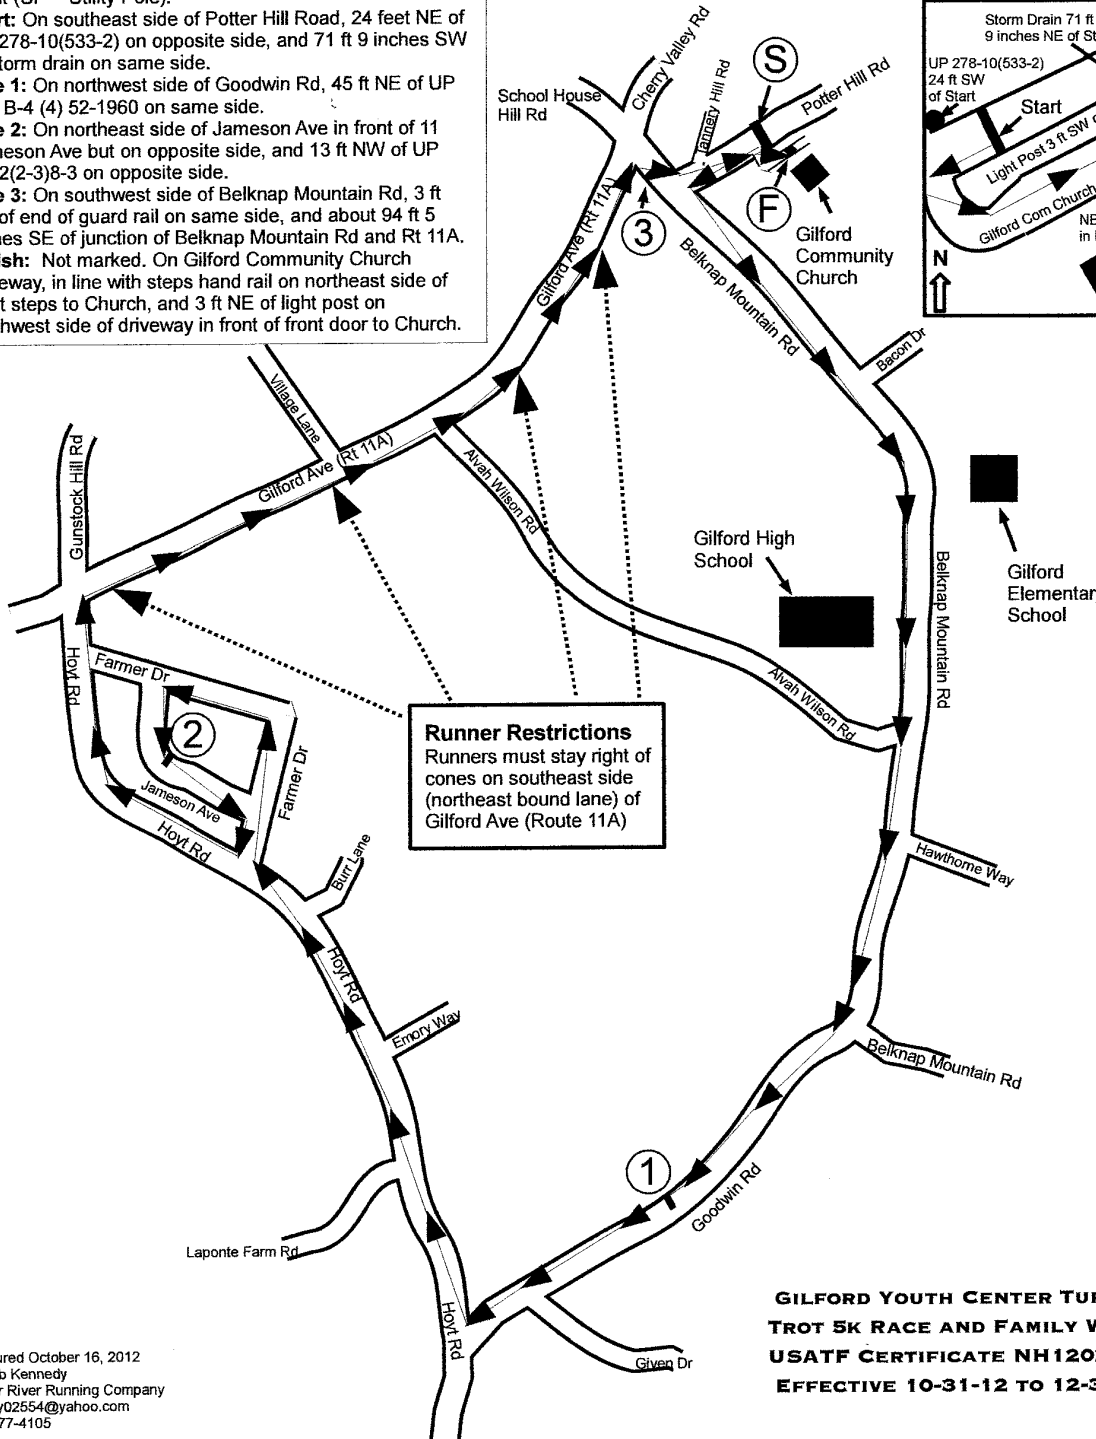 rt: On southeast side of Potter Hill Road, 24 feet NE of
278-10(533-2) on opposite side, and 71 ft 9 inches SW
torm drain on same side.
e 1: On northwest side of Goodwin Rd, 45 ft NE of UP
B-4 (4) 52-1960 on same side.
e 2: On northeast side of Jameson Ave in front of 11
neson Ave but on opposite side, and 13 ft NW of UP
2(2-3)8-3 on opposite side.
e 3: On southwest side of Belknap Mountain Rd, 3 ft
of end of guard rail on same side, and about 94 ft 5
es SE of junction of Belknap Mountain Rd and Rt 11A.
ish: Not marked. On Gilford Community Church
eway, in line with steps hand rail on northeast side of
t steps to Church, and 3 ft NE of light post on
hwest side of driveway in front of front door to Church.
Storm Drain 71 ft
9 inches NE of St
UP 278-10(533-2)
24 ft SW
of Start
Start
Light Post 3 ft SW
Gilford Com Church
NE
in
N
School House
Hill Rd
Cherry Valley Rd
Tannery Hill Rd
S
Potter Hill Rd
F
3
Gilford
Community
Church
Gilford Ave (Rt 11A)
Belknap Mountain Rd
Bacon Dr
Village Lane
Gilford Ave (Rt 11A)
Gunstock Hill Rd
Alvah Wilson Rd
Gilford High
School
Gilford
Elementar
School
Belknap Mountain Rd
Hoyt Rd
Farmer Dr
2
Alvah Wilson Rd
Runner Restrictions
Runners must stay right of
cones on southeast side
(northeast bound lane) of
Gilford Ave (Route 11A)
Farmer Dr
Jameson Ave
Hoyt Rd
Burr Lane
Hawthorne Way
Hoyt Rd
Emory Way
Belknap Mountain Rd
1
Goodwin Rd
Laponte Farm Rd
Hoyt Rd
Given Dr
GILFORD YOUTH CENTER TU
TROT 5K RACE AND FAMILY W
USATF CERTIFICATE NH120
EFFECTIVE 10-31-12 TO 12-3
ured October 16, 2012
b Kennedy
r River Running Company
y02554@yahoo.com
77-4105